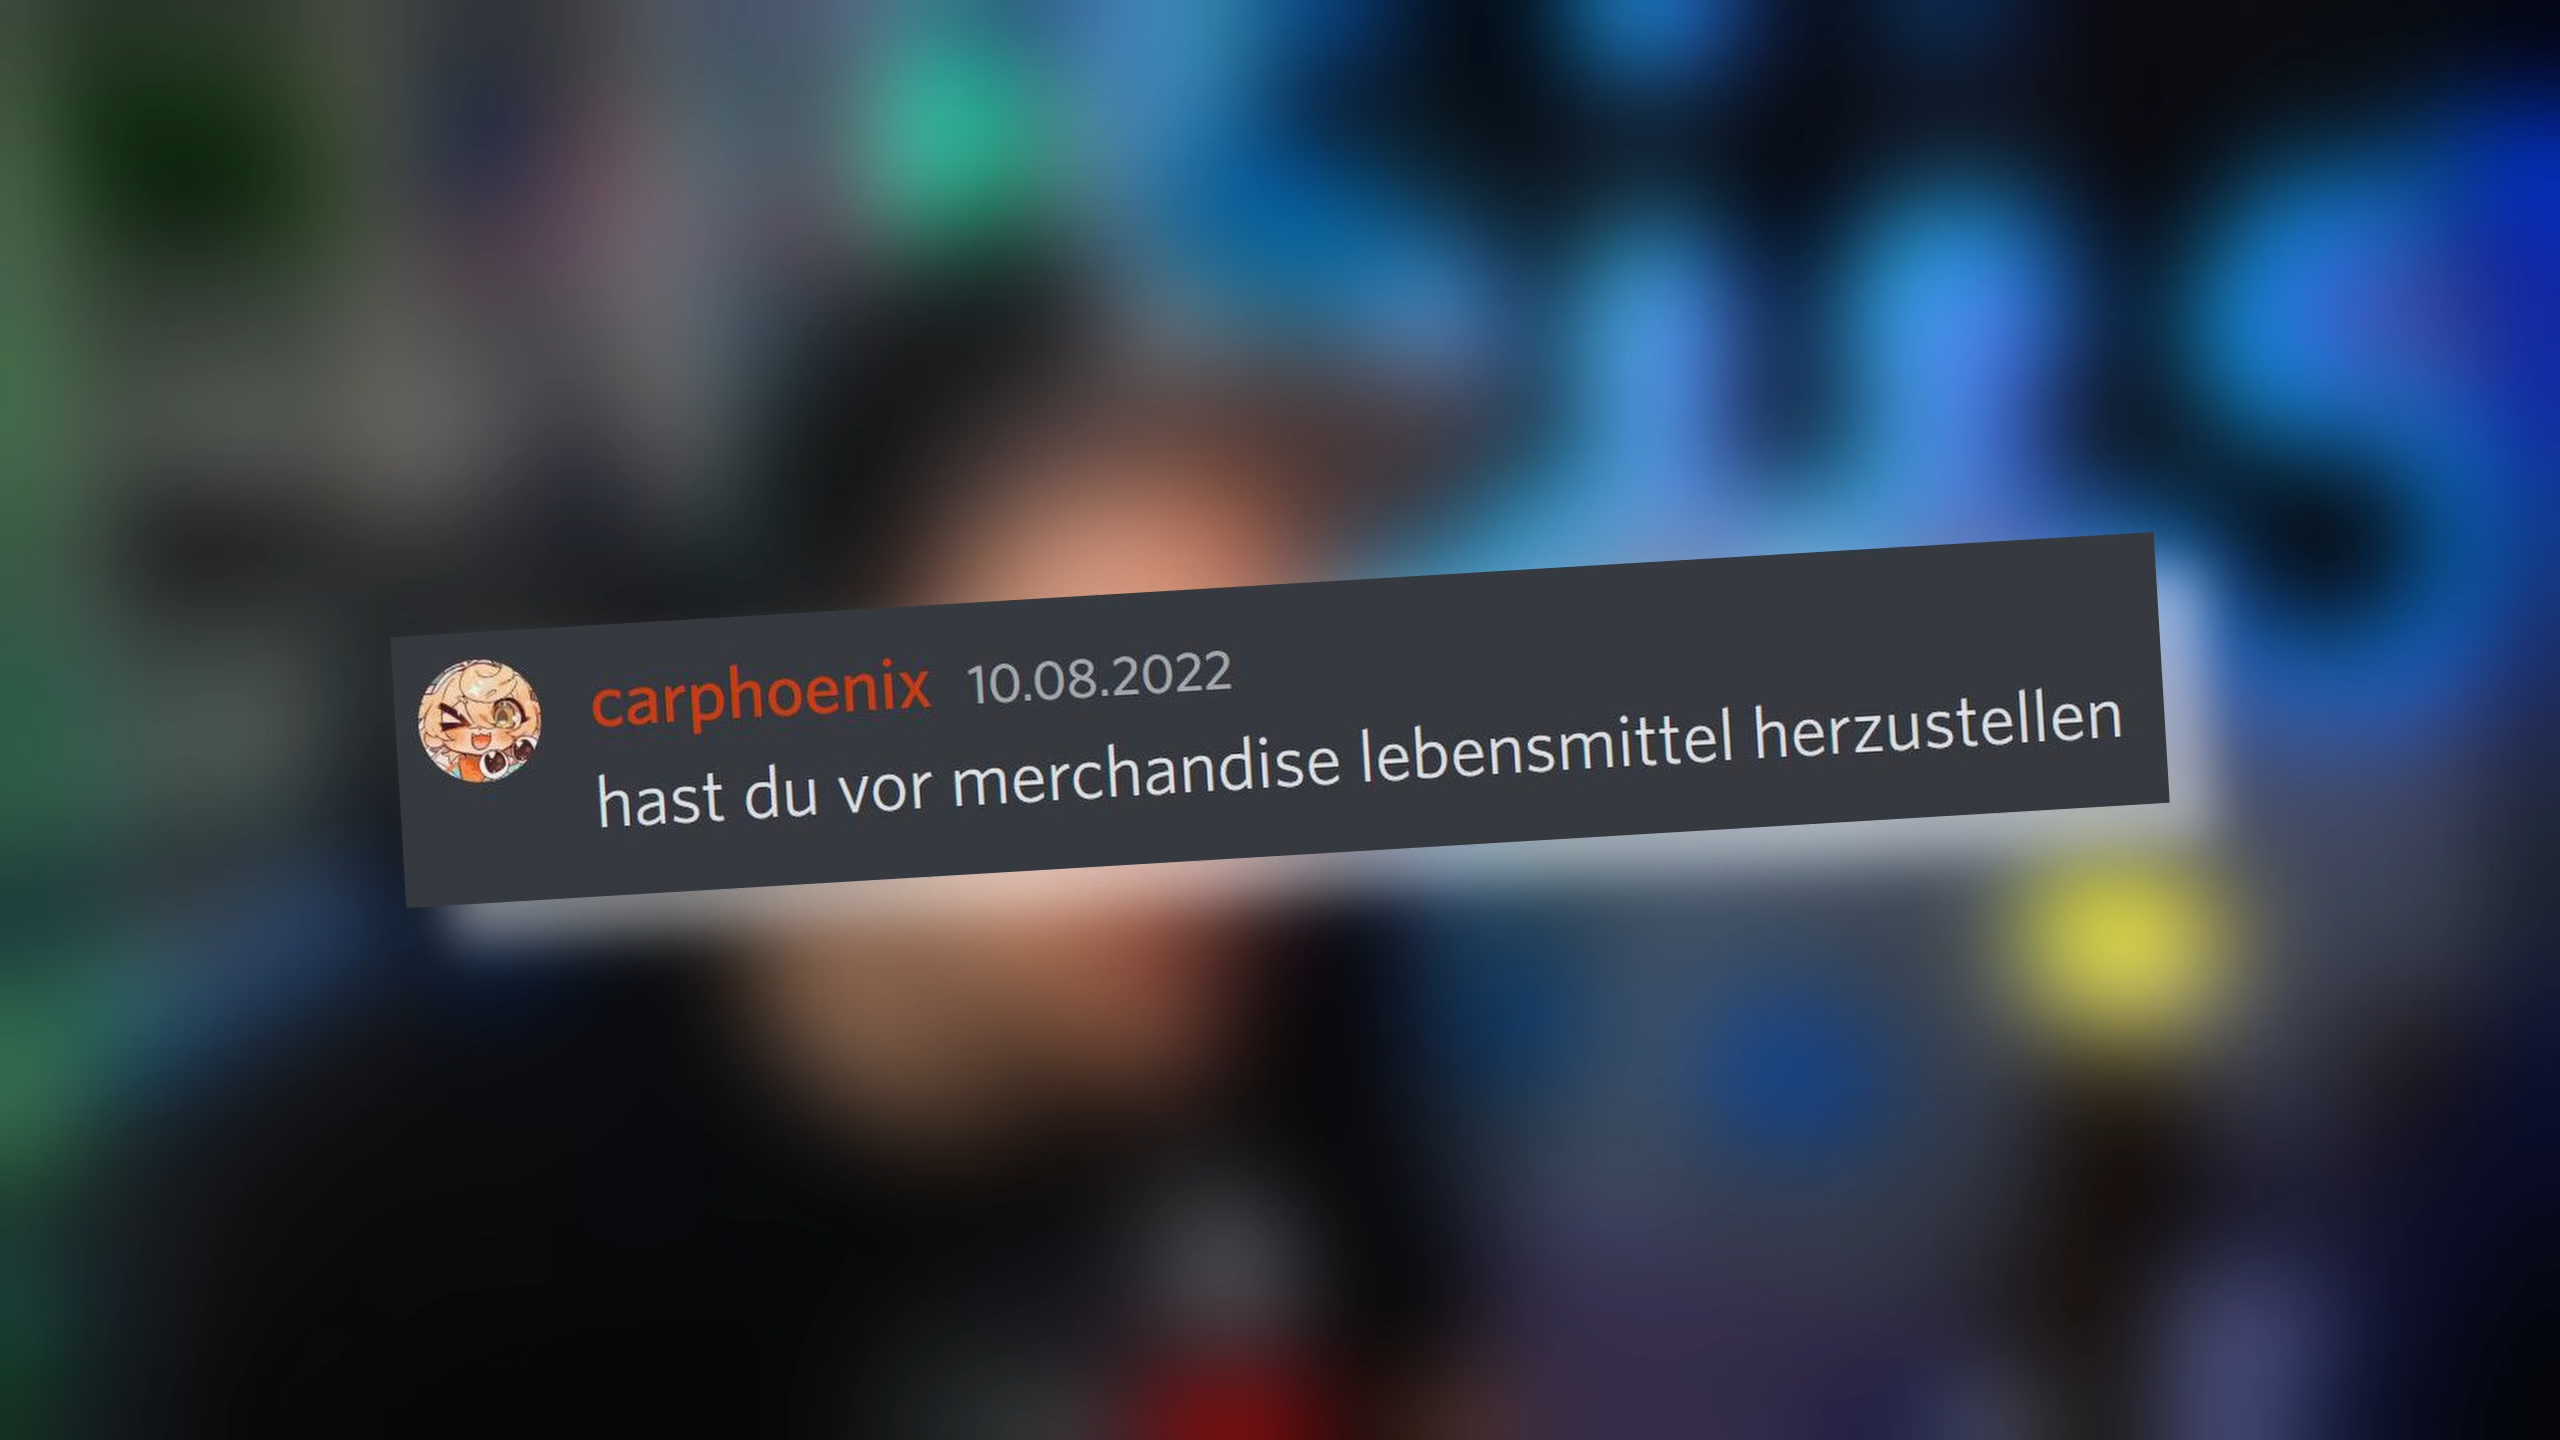 carphoenix 10.08.2022
hast du vor merchandise lebensmittel herzustellen